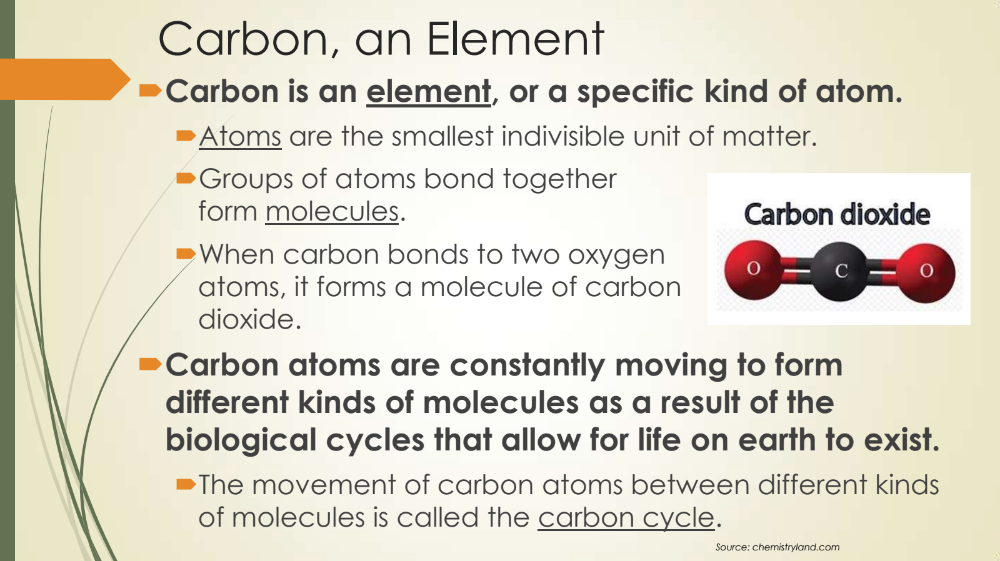 Carbon, an Element
Carbon is an element, or a specific kind of atom.
Atoms are the smallest indivisible unit of matter.
Groups of atoms bond together
form molecules.
When carbon bonds to two oxygen
atoms, it forms a molecule of carbon
dioxide.
Carbon dioxide
O C O
Carbon atoms are constantly moving to form
different kinds of molecules as a result of the
biological cycles that allow for life on earth to exist.
The movement of carbon atoms between different kinds
of molecules is called the carbon cycle.
Source: chemistryland.com